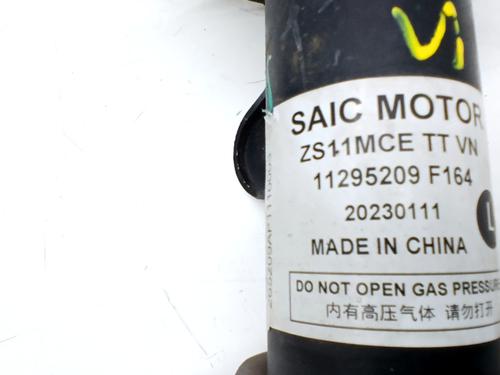 SAIC MOTOR
ZS11MCE TT VN
11295209 F164
20230111
L
MADE IN CHINA
DO NOT OPEN GAS PRESSURE
内有高压气体 请勿打开